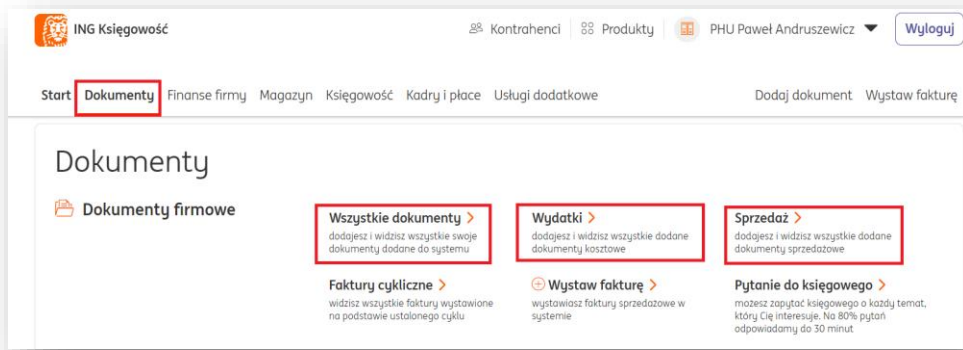 ING Księgowość
Kontrahenci
Produkty
PHU Paweł Andruszewicz
Wyloguj
Start Dokumenty Finanse firmy Magazyn Księgowość Kadry i płace Usługi dodatkowe
Dodaj dokument Wystaw fakturę
Dokumenty
Dokumenty firmowe
Wszystkie dokumenty >
dodajesz i widzisz wszystkie swoje
dokumenty dodane do systemu
Wydatki >
dodajesz i widzisz wszystkie dodane
dokumenty kosztowe
Sprzedaż >
dodajesz i widzisz wszystkie dodane
dokumenty sprzedażowe
Faktury cykliczne >
widzisz wszystkie faktury wystawione
na podstawie ustalonego cyklu
Wystaw fakturę >
wystawiasz faktury sprzedażowe w
systemie
Pytanie do księgowego >
możesz zapytać księgowego o każdy temat,
który Cię interesuje. Na 80% pytań
odpowiadamy do 30 minut